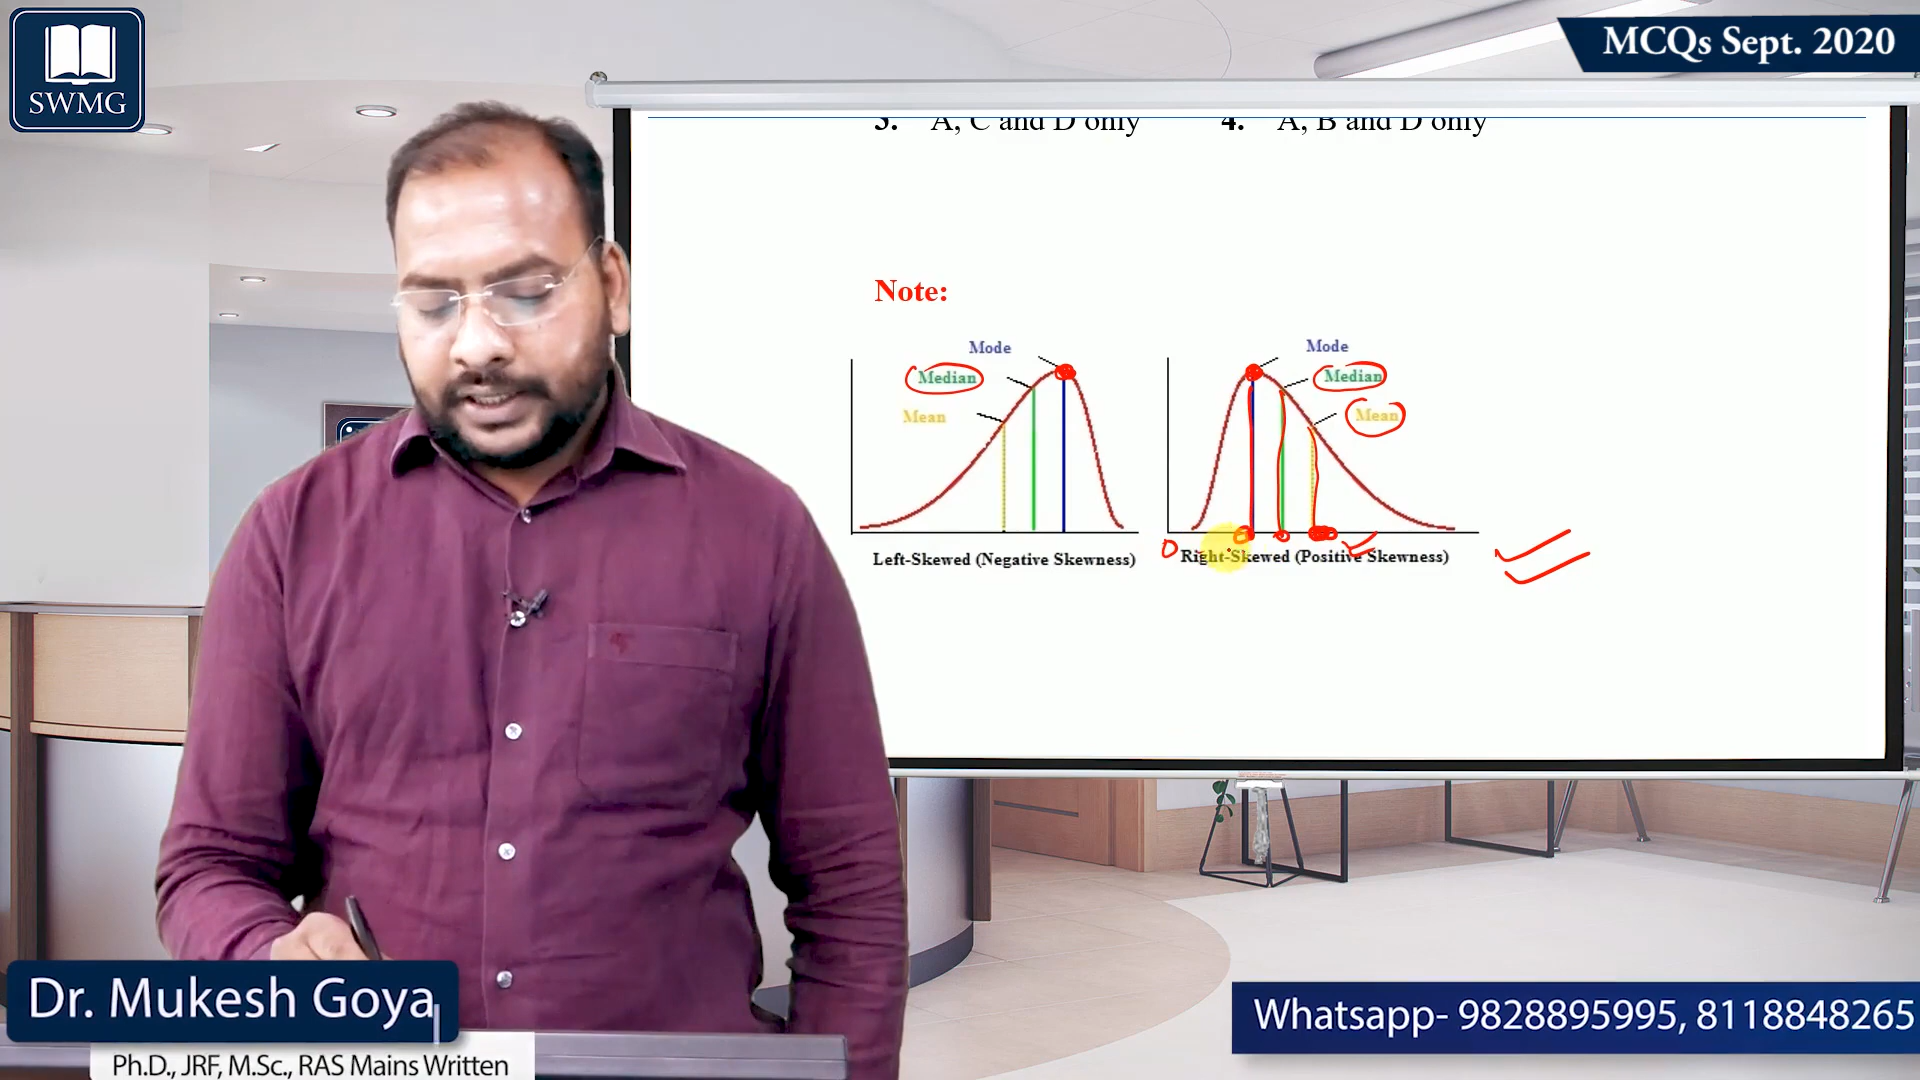 SWMG
MCQs Sept. 2020
3. A, C and D only 4. A, B and D only
Note:
Mode
Median
Mean
Left-Skewed (Negative Skewness)
Mode
Median
Mean
0
Right-Skewed (Positive Skewness)
Dr. Mukesh Goya
Ph.D., JRF, M.Sc., RAS Mains Written
Whatsapp- 9828895995, 8118848265